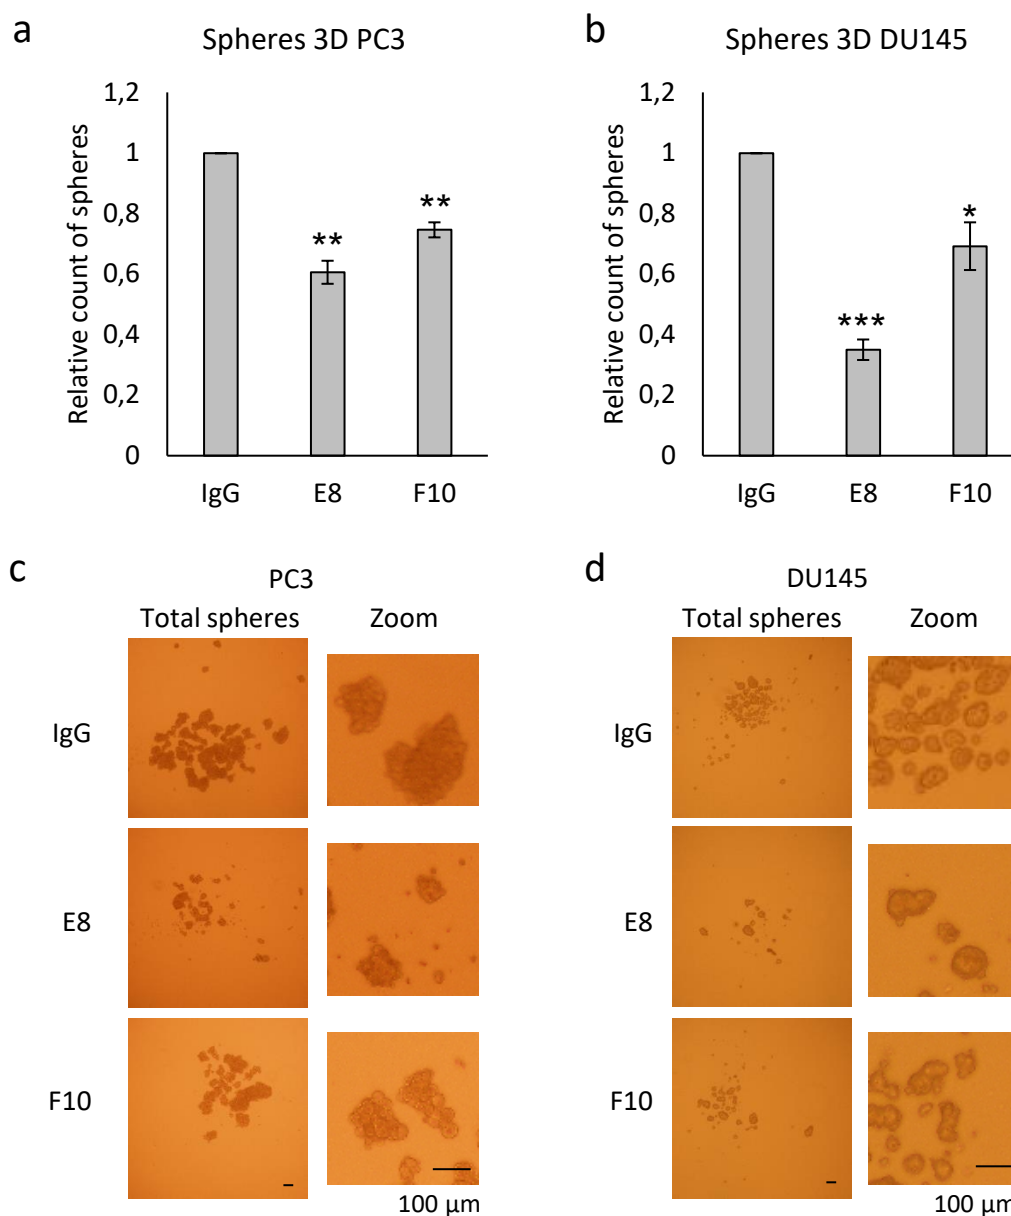 a
Spheres 3D PC3
Relative count of spheres
1,2
1
0,8
0,6
0,4
0,2
0
**
**
IgG E8 F10
b
Spheres 3D DU145
Relative count of spheres
1,2
1
0,8
0,6
0,4
0,2
0
***
*
IgG E8 F10
c
PC3
Total spheres Zoom
IgG
E8
F10
100 µm
d
DU145
Total spheres Zoom
IgG
E8
F10
100 µm